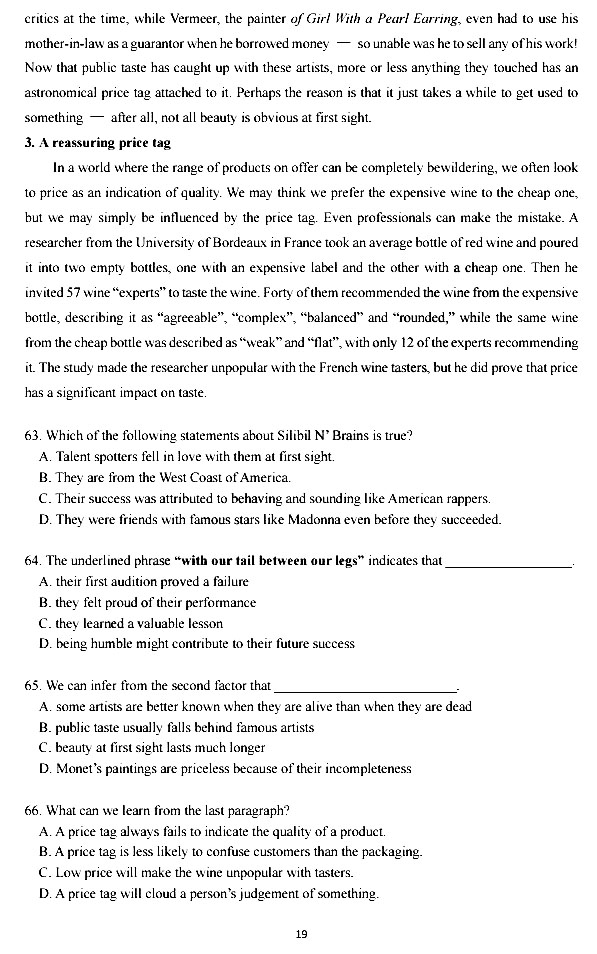 critics at the time, while Vermeer, the painter of Girl With a Pearl Earring, even had to use his
mother-in-law as a guarantor when he borrowed money — so unable was he to sell any of his work!
Now that public taste has caught up with these artists, more or less anything they touched has an
astronomical price tag attached to it. Perhaps the reason is that it just takes a while to get used to
something — after all, not all beauty is obvious at first sight.
3. A reassuring price tag
In a world where the range of products on offer can be completely bewildering, we often look
to price as an indication of quality. We may think we prefer the expensive wine to the cheap one,
but we may simply be influenced by the price tag. Even professionals can make the mistake. A
researcher from the University of Bordeaux in France took an average bottle of red wine and poured
it into two empty bottles, one with an expensive label and the other with a cheap one. Then he
invited 57 wine “experts” to taste the wine. Forty of them recommended the wine from the expensive
bottle, describing it as “agreeable”, “complex”, “balanced” and “rounded,” while the same wine
from the cheap bottle was described as “weak” and “flat”, with only 12 of the experts recommending
it. The study made the researcher unpopular with the French wine tasters, but he did prove that price
has a significant impact on taste.
63. Which of the following statements about Silibil N’ Brains is true?
A. Talent spotters fell in love with them at first sight.
B. They are from the West Coast of America.
C. Their success was attributed to behaving and sounding like American rappers.
D. They were friends with famous stars like Madonna even before they succeeded.
64. The underlined phrase “with our tail between our legs” indicates that ____________________.
A. their first audition proved a failure
B. they felt proud of their performance
C. they learned a valuable lesson
D. being humble might contribute to their future success
65. We can infer from the second factor that ____________________________.
A. some artists are better known when they are alive than when they are dead
B. public taste usually falls behind famous artists
C. beauty at first sight lasts much longer
D. Monet’s paintings are priceless because of their incompleteness
66. What can we learn from the last paragraph?
A. A price tag always fails to indicate the quality of a product.
B. A price tag is less likely to confuse customers than the packaging.
C. Low price will make the wine unpopular with tasters.
D. A price tag will cloud a person’s judgement of something.
19